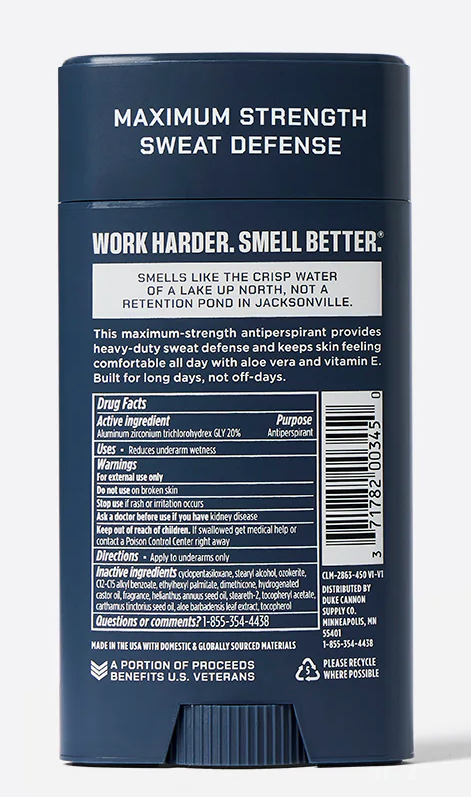 MAXIMUM STRENGTH
SWEAT DEFENSE
WORK HARDER. SMELL BETTER.®
SMELLS LIKE THE CRISP WATER
OF A LAKE UP NORTH, NOT A
RETENTION POND IN JACKSONVILLE.
This maximum-strength antiperspirant provides
heavy-duty sweat defense and keeps skin feeling
comfortable all day with aloe vera and vitamin E.
Built for long days, not off-days.
Drug Facts
Active ingredient Purpose
Aluminum zirconium trichlorohydrex GLY 20% Antiperspirant
Uses ▪ Reduces underarm wetness
Warnings
For external use only
Do not use on broken skin
Stop use if rash or irritation occurs
Ask a doctor before use if you have kidney disease
Keep out of reach of children. If swallowed get medical help or
contact a Poison Control Center right away
Directions ▪ Apply to underarms only
Inactive ingredients cyclopentasiloxane, stearyl alcohol, ozokerite,
C12-C15 alkyl benzoate, ethylhexyl palmitate, dimethicone, hydrogenated
castor oil, fragrance, helianthus annuus seed oil, steareth-2, tocopheryl acetate,
carthamus tinctorius seed oil, aloe barbadensis leaf extract, tocopherol
Questions or comments? 1-855-354-4438
3 71782 00345 0
CLM-2863-450 V1-V1
DISTRIBUTED BY
DUKE CANNON
SUPPLY CO.
MINNEAPOLIS, MN
55401
1-855-354-4438
MADE IN THE USA WITH DOMESTIC & GLOBALLY SOURCED MATERIALS
A PORTION OF PROCEEDS
BENEFITS U.S. VETERANS
PLEASE RECYCLE
WHERE POSSIBLE